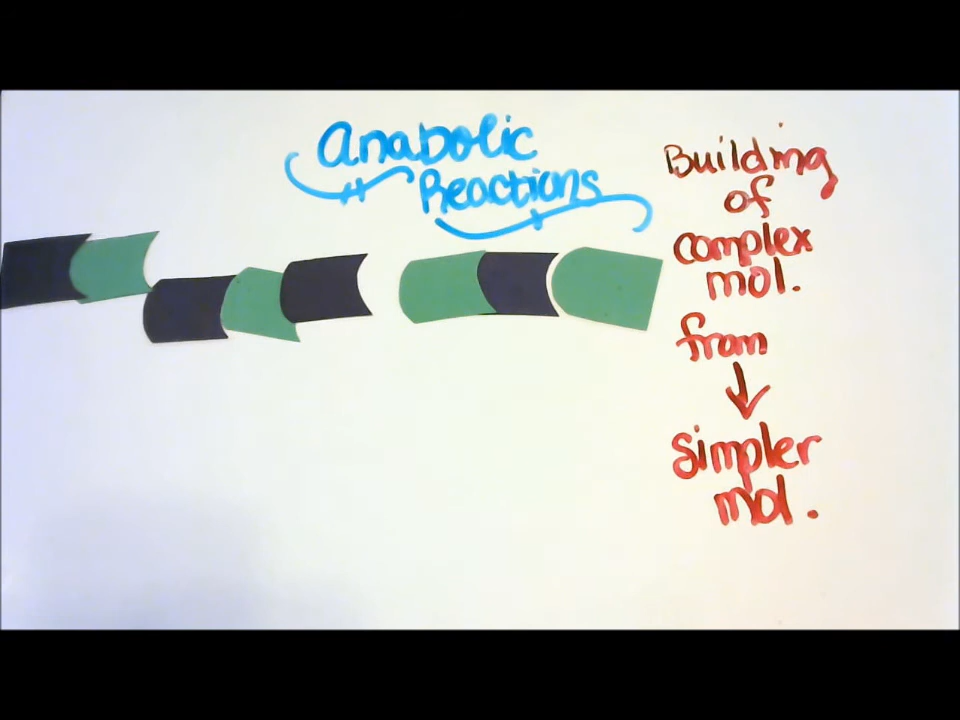 Anabolic
Reactions
Building
of
complex
mol.
from
simpler
mol.